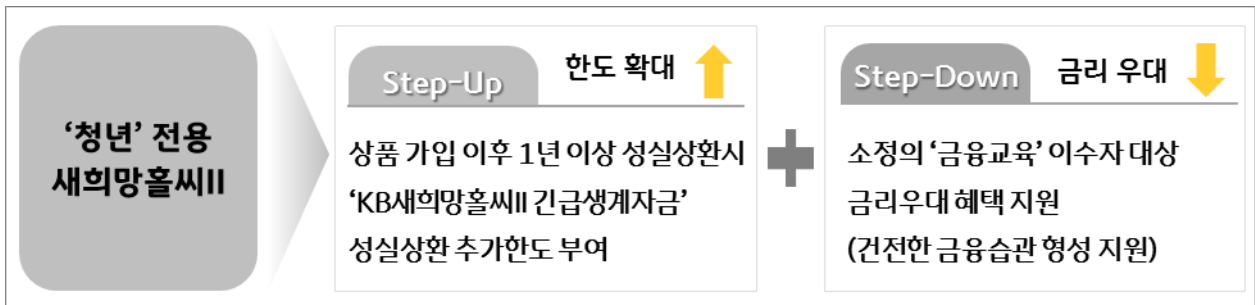 ‘청년’ 전용
새희망홀씨II
Step-Up
한도 확대
상품 가입 이후 1년 이상 성실상환시
‘KB새희망홀씨II 긴급생계자금’
성실상환 추가한도 부여
Step-Down
금리 우대
소정의 ‘금융교육’ 이수자 대상
금리우대 혜택 지원
(건전한 금융습관 형성 지원)